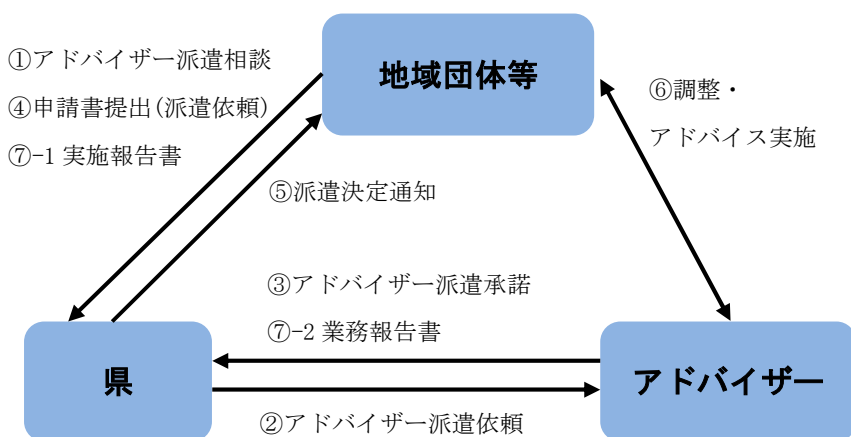 ①アドバイザー派遣相談
④申請書提出(派遣依頼)
⑦-1 実施報告書
地域団体等
⑥調整・
アドバイス実施
⑤派遣決定通知
③アドバイザー派遣承諾
⑦-2 業務報告書
県
アドバイザー
②アドバイザー派遣依頼